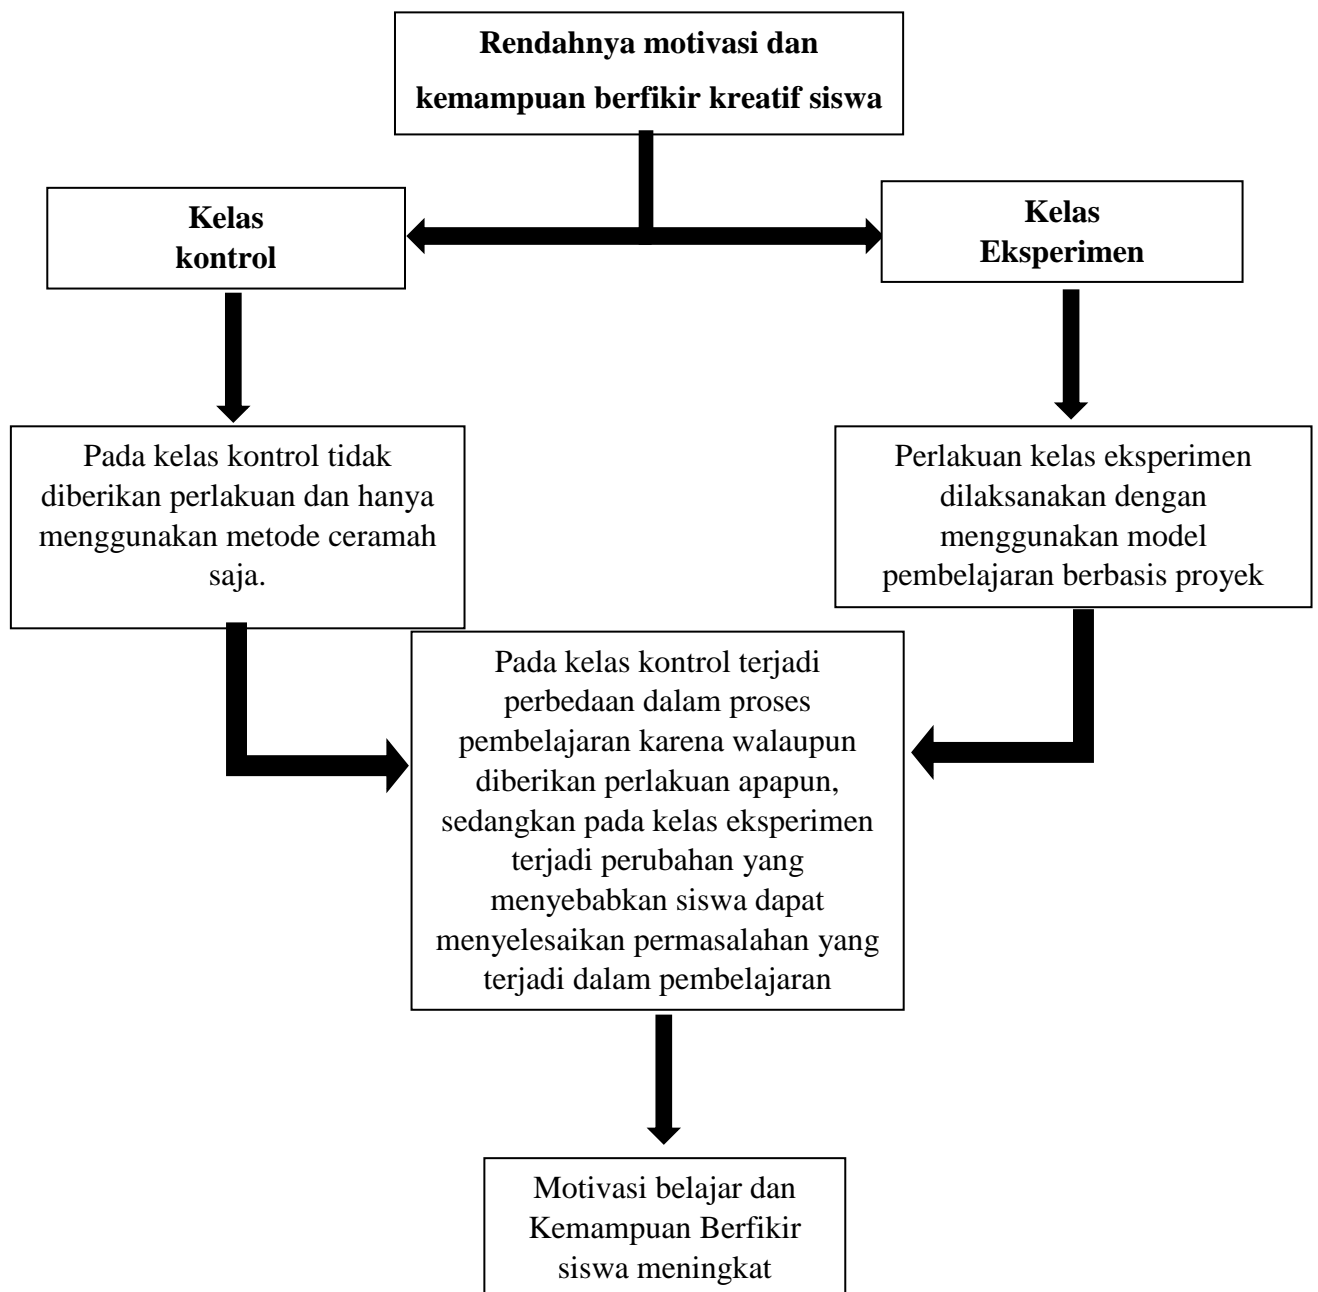 Rendahnya motivasi dan
kemampuan berfikir kreatif siswa
Kelas
kontrol
Kelas
Eksperimen
Pada kelas kontrol tidak
diberikan perlakuan dan hanya
menggunakan metode ceramah
saja.
Perlakuan kelas eksperimen
dilaksanakan dengan
menggunakan model
pembelajaran berbasis proyek
Pada kelas kontrol terjadi
perbedaan dalam proses
pembelajaran karena walaupun
diberikan perlakuan apapun,
sedangkan pada kelas eksperimen
terjadi perubahan yang
menyebabkan siswa dapat
menyelesaikan permasalahan yang
terjadi dalam pembelajaran
Motivasi belajar dan
Kemampuan Berfikir
siswa meningkat